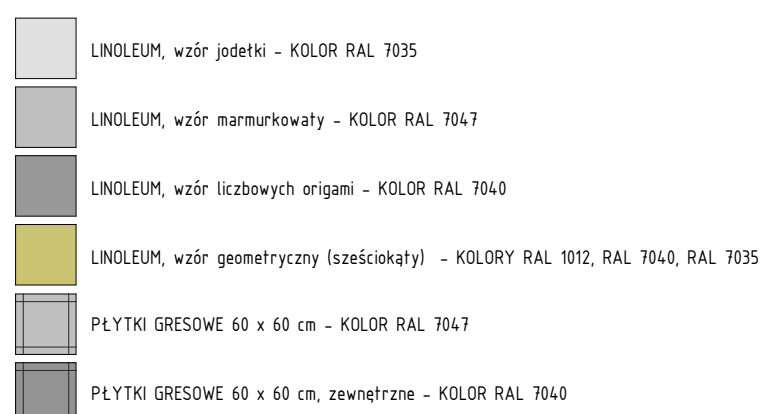 LINOLEUM, wzór jodełki – KOLOR RAL 7035
LINOLEUM, wzór marmurkowaty – KOLOR RAL 7047
LINOLEUM, wzór liczbowych origami – KOLOR RAL 7040
LINOLEUM, wzór geometryczny (sześciokąty) – KOLORY RAL 1012, RAL 7040, RAL 7035
PŁYTKI GRESOWE 60 x 60 cm – KOLOR RAL 7047
PŁYTKI GRESOWE 60 x 60 cm, zewnętrzne – KOLOR RAL 7040